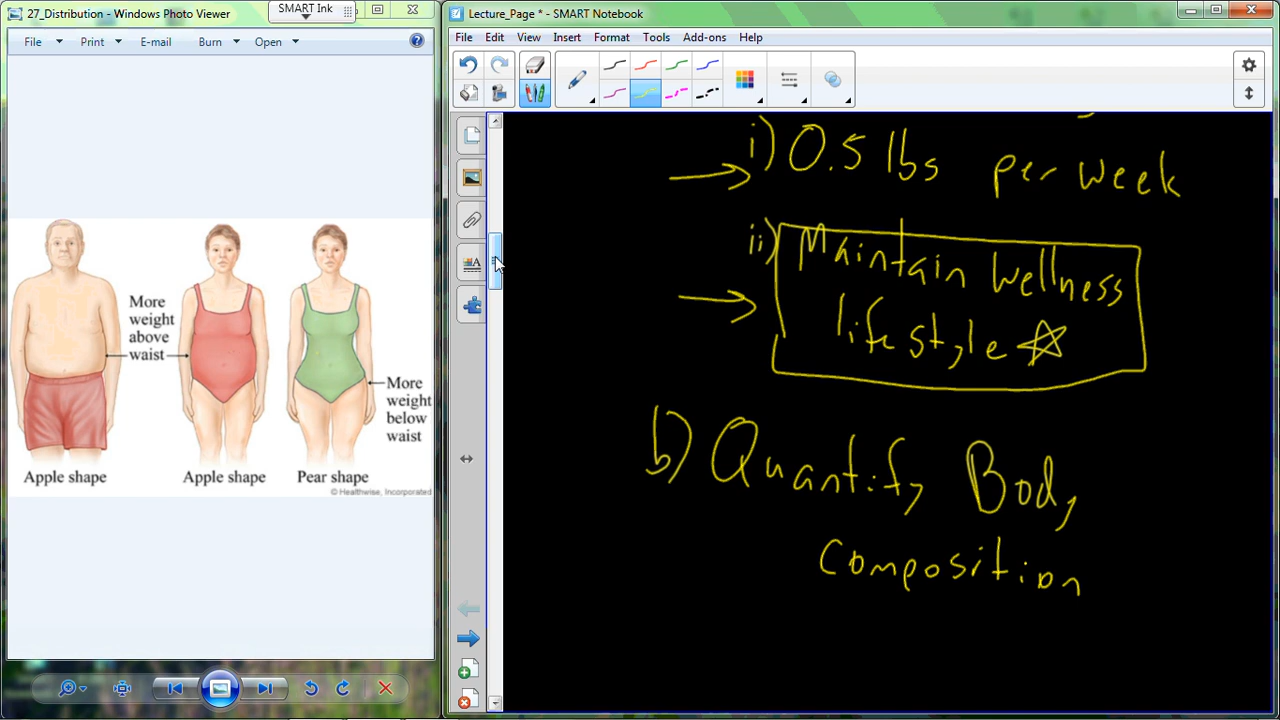 27_Distribution - Windows Photo Viewer
SMART Ink
File Print E-mail Burn Open
More
weight
above
waist
More
weight
below
waist
Apple shape Apple shape Pear shape
© Healthwise, Incorporated
Lecture_Page * - SMART Notebook
File Edit View Insert Format Tools Add-ons Help
i) 0.5 lbs per week
ii) Maintain Wellness
lifestyle
b) Quantify Body
Composition